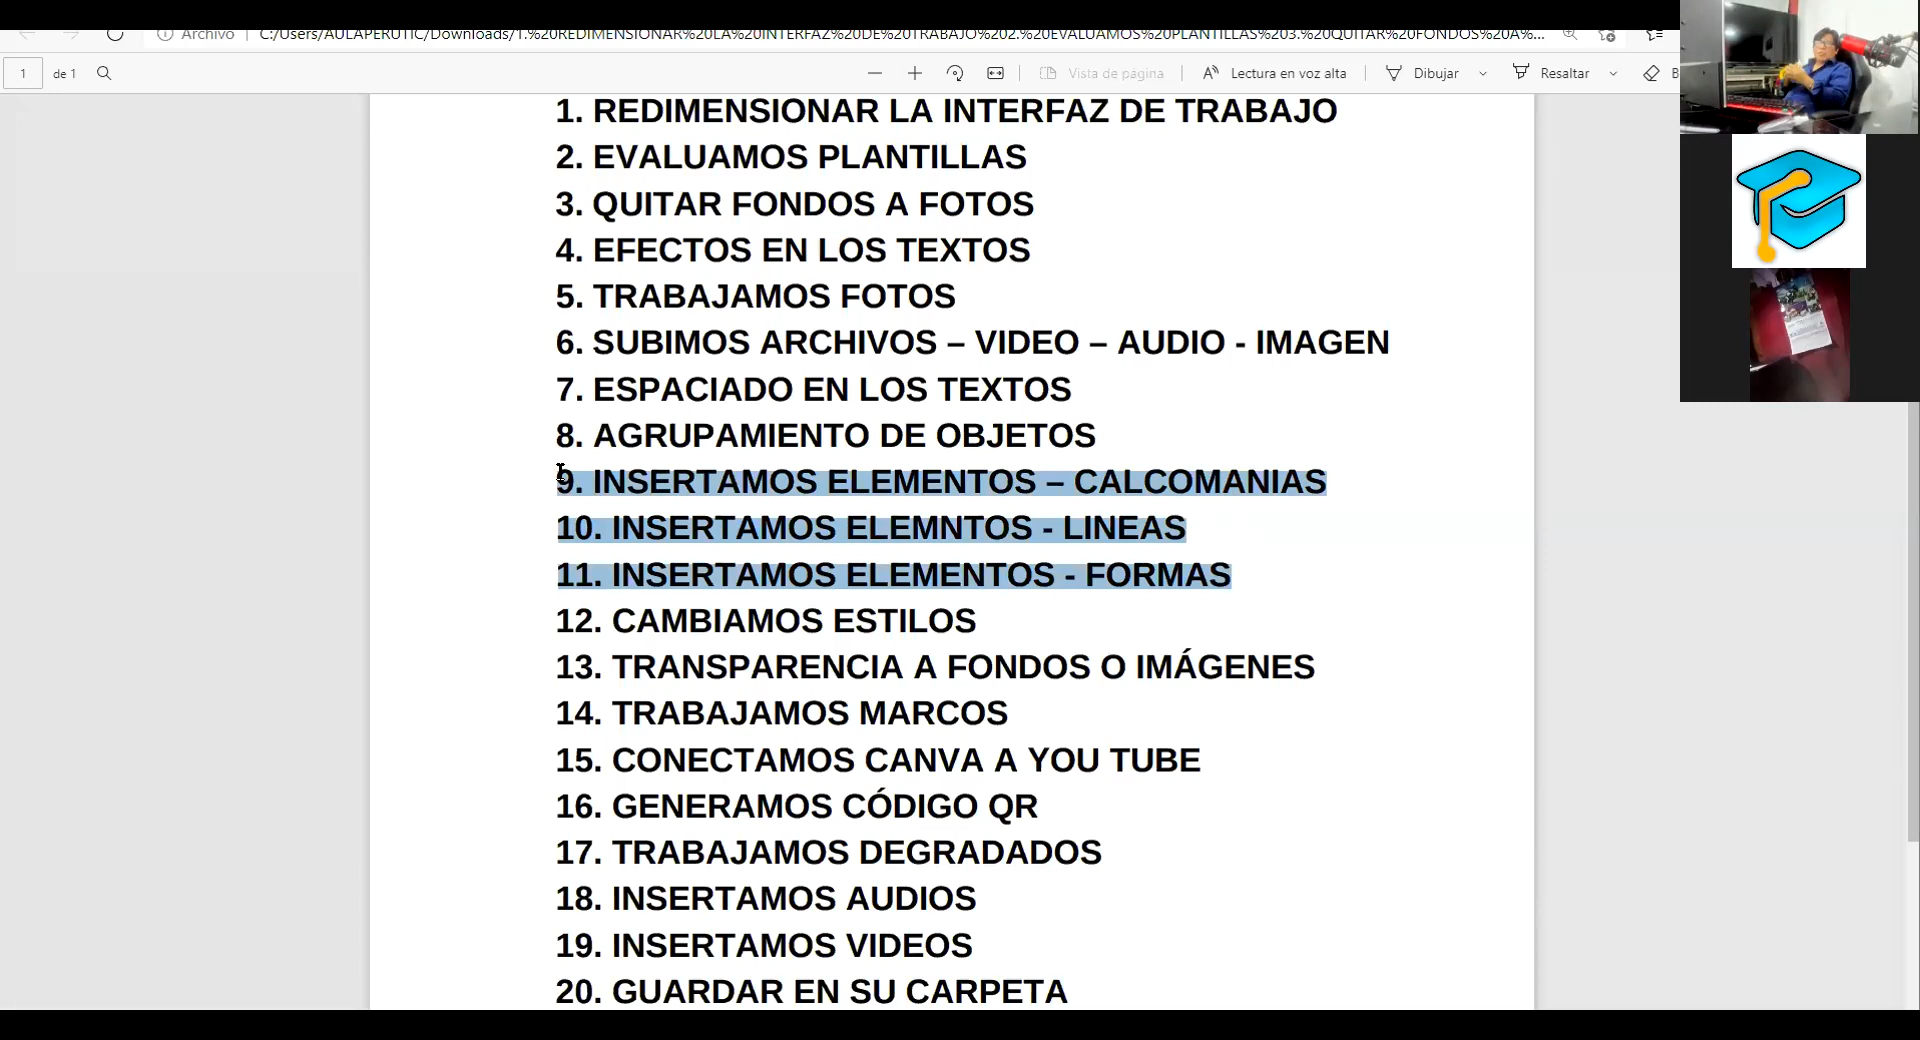 Archivo C:/Users/AULAPERUTIC/Downloads/1.%20REDIMENSIONAR%20LA%20INTERFAZ%20DE%20TRABAJO%202.%20EVALUAMOS%20PLANTILLAS%203.%20QUITAR%20FONDOS%20A%...
1 de 1 Vista de página Lectura en voz alta Dibujar Resaltar B
1. REDIMENSIONAR LA INTERFAZ DE TRABAJO
2. EVALUAMOS PLANTILLAS
3. QUITAR FONDOS A FOTOS
4. EFECTOS EN LOS TEXTOS
5. TRABAJAMOS FOTOS
6. SUBIMOS ARCHIVOS – VIDEO – AUDIO - IMAGEN
7. ESPACIADO EN LOS TEXTOS
8. AGRUPAMIENTO DE OBJETOS
9. INSERTAMOS ELEMENTOS – CALCOMANIAS
10. INSERTAMOS ELEMNTOS - LINEAS
11. INSERTAMOS ELEMENTOS - FORMAS
12. CAMBIAMOS ESTILOS
13. TRANSPARENCIA A FONDOS O IMÁGENES
14. TRABAJAMOS MARCOS
15. CONECTAMOS CANVA A YOU TUBE
16. GENERAMOS CÓDIGO QR
17. TRABAJAMOS DEGRADADOS
18. INSERTAMOS AUDIOS
19. INSERTAMOS VIDEOS
20. GUARDAR EN SU CARPETA